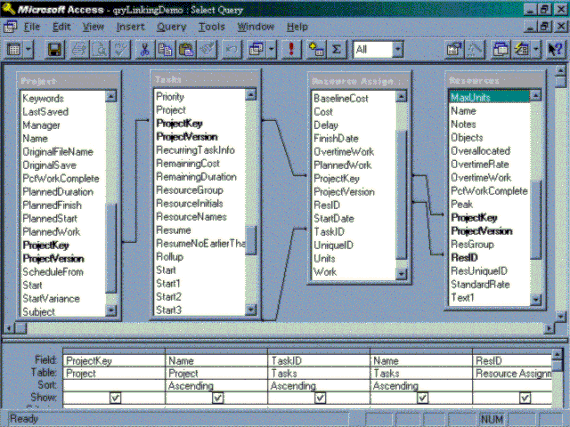 Microsoft Access - qryLinkingDemo : Select Query
File Edit View Insert Query Tools Window Help
All
Project
Keywords
LastSaved
Manager
Name
OriginalFileName
OriginalSave
PctWorkComplete
PlannedDuration
PlannedFinish
PlannedStart
PlannedWork
ProjectKey
ProjectVersion
ScheduleFrom
Start
StartVariance
Subject
Tasks
Priority
Project
ProjectKey
ProjectVersion
RecurringTaskInfo
RemainingCost
RemainingDuration
ResourceGroup
ResourceInitials
ResourceNames
Resume
ResumeNoEarlierTha
Rollup
Start
Start1
Start2
Start3
Resource Assign
BaselineCost
Cost
Delay
FinishDate
OvertimeWork
PlannedWork
ProjectKey
ProjectVersion
ResID
StartDate
TaskID
UniqueID
Units
Work
Resources
MaxUnits
Name
Notes
Objects
Overallocated
OvertimeRate
OvertimeWork
PctWorkComplete
Peak
ProjectKey
ProjectVersion
ResGroup
ResID
ResUniqueID
StandardRate
Text1
Field: ProjectKey Name TaskID Name ResID
Table: Project Project Tasks Tasks Resource Assignm
Sort: Ascending Ascending Ascending
Show:
Ready NUM